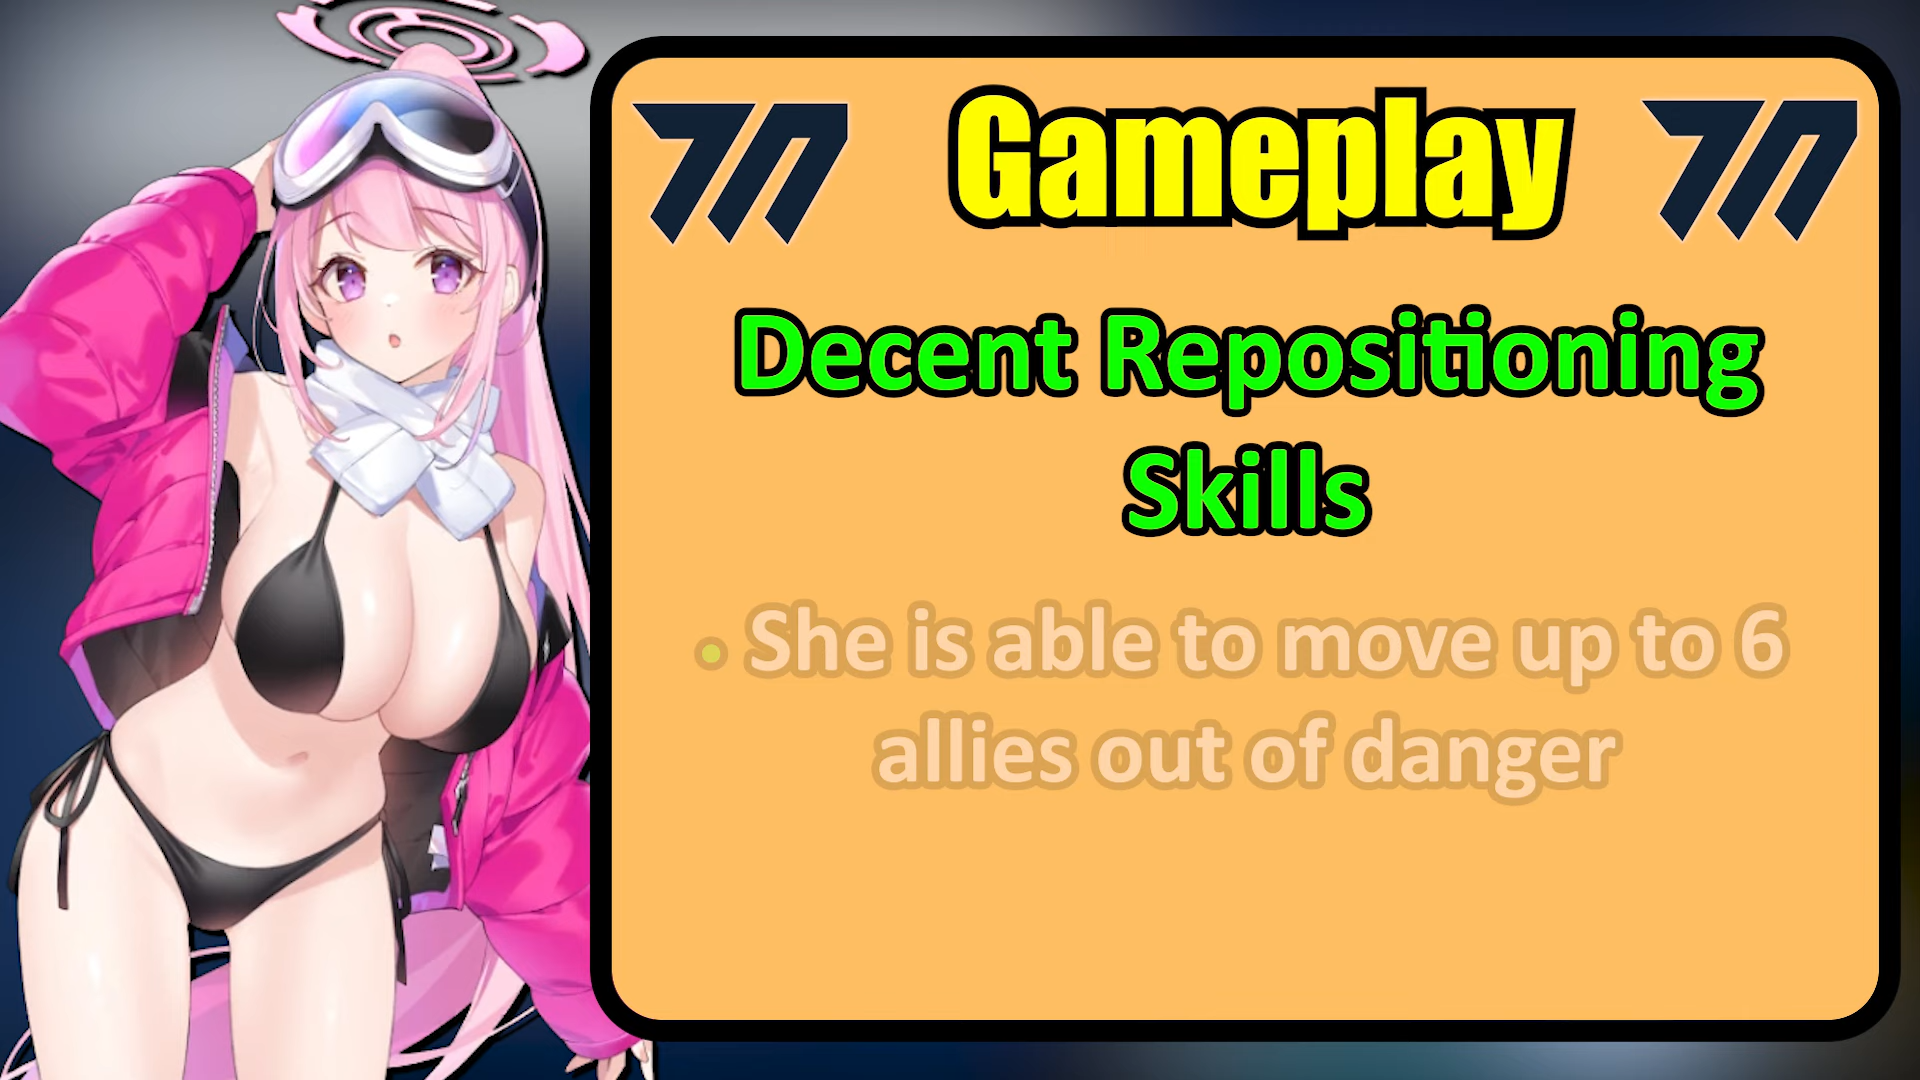 Gameplay
Decent Repositioning
Skills
• She is able to move up to 6
allies out of danger